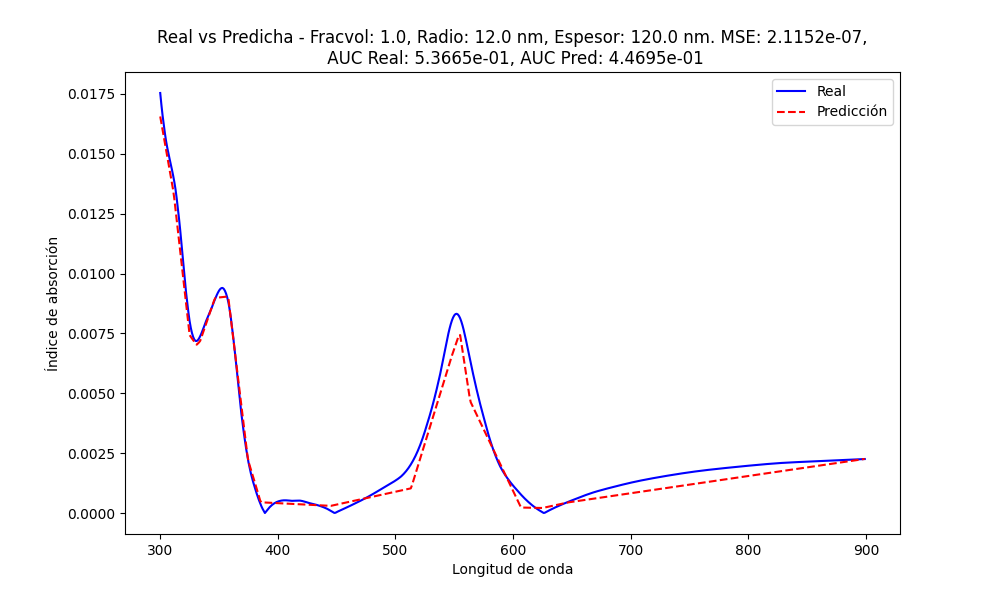 Real vs Predicha - Fracvol: 1.0, Radio: 12.0 nm, Espesor: 120.0 nm. MSE: 2.1152e-07,
AUC Real: 5.3665e-01, AUC Pred: 4.4695e-01
Real
Predicción
Índice de absorción
0.0175
0.0150
0.0125
0.0100
0.0075
0.0050
0.0025
0.0000
300 400 500 600 700 800 900
Longitud de onda